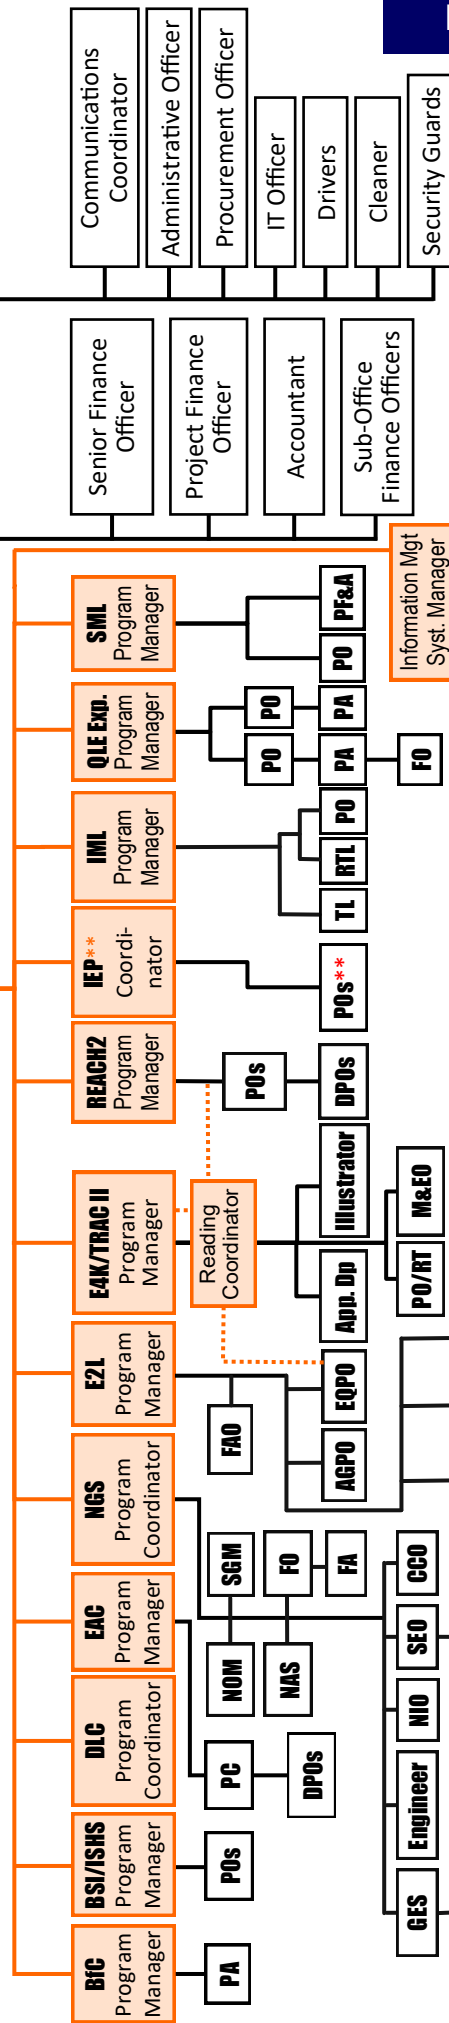 Communications
Coordinator
Administrative Officer
Procurement Officer
IT Officer
Drivers
Cleaner
Security Guards
Senior Finance
Officer
Project Finance
Officer
Accountant
Sub-Office
Finance Officers
Information Mgt
Syst. Manager
BfC
Program
Manager
BSI/ISHS
Program
Manager
DLC
Program
Coordinator
EAC
Program
Manager
NGS
Program
Coordinator
E2L
Program
Manager
E4K/TRAC II
Program
Manager
REACH2
Program
Manager
IEP**
Coordi-
nator
IML
Program
Manager
QLE Exp.
Program
Manager
SML
Program
Manager
PA
POs
PC
DPOs
NOM
SGM
NAS
FO
FA
GES
Engineer
NIO
SEO
CCO
FAO
AGPO
EQPO
Reading
Coordinator
App. Dp
Illustrator
PO/RT
M&EO
POs
DPOs
POs**
TL
RTL
PO
PO
PO
PA
PA
FO
PO
PF&A